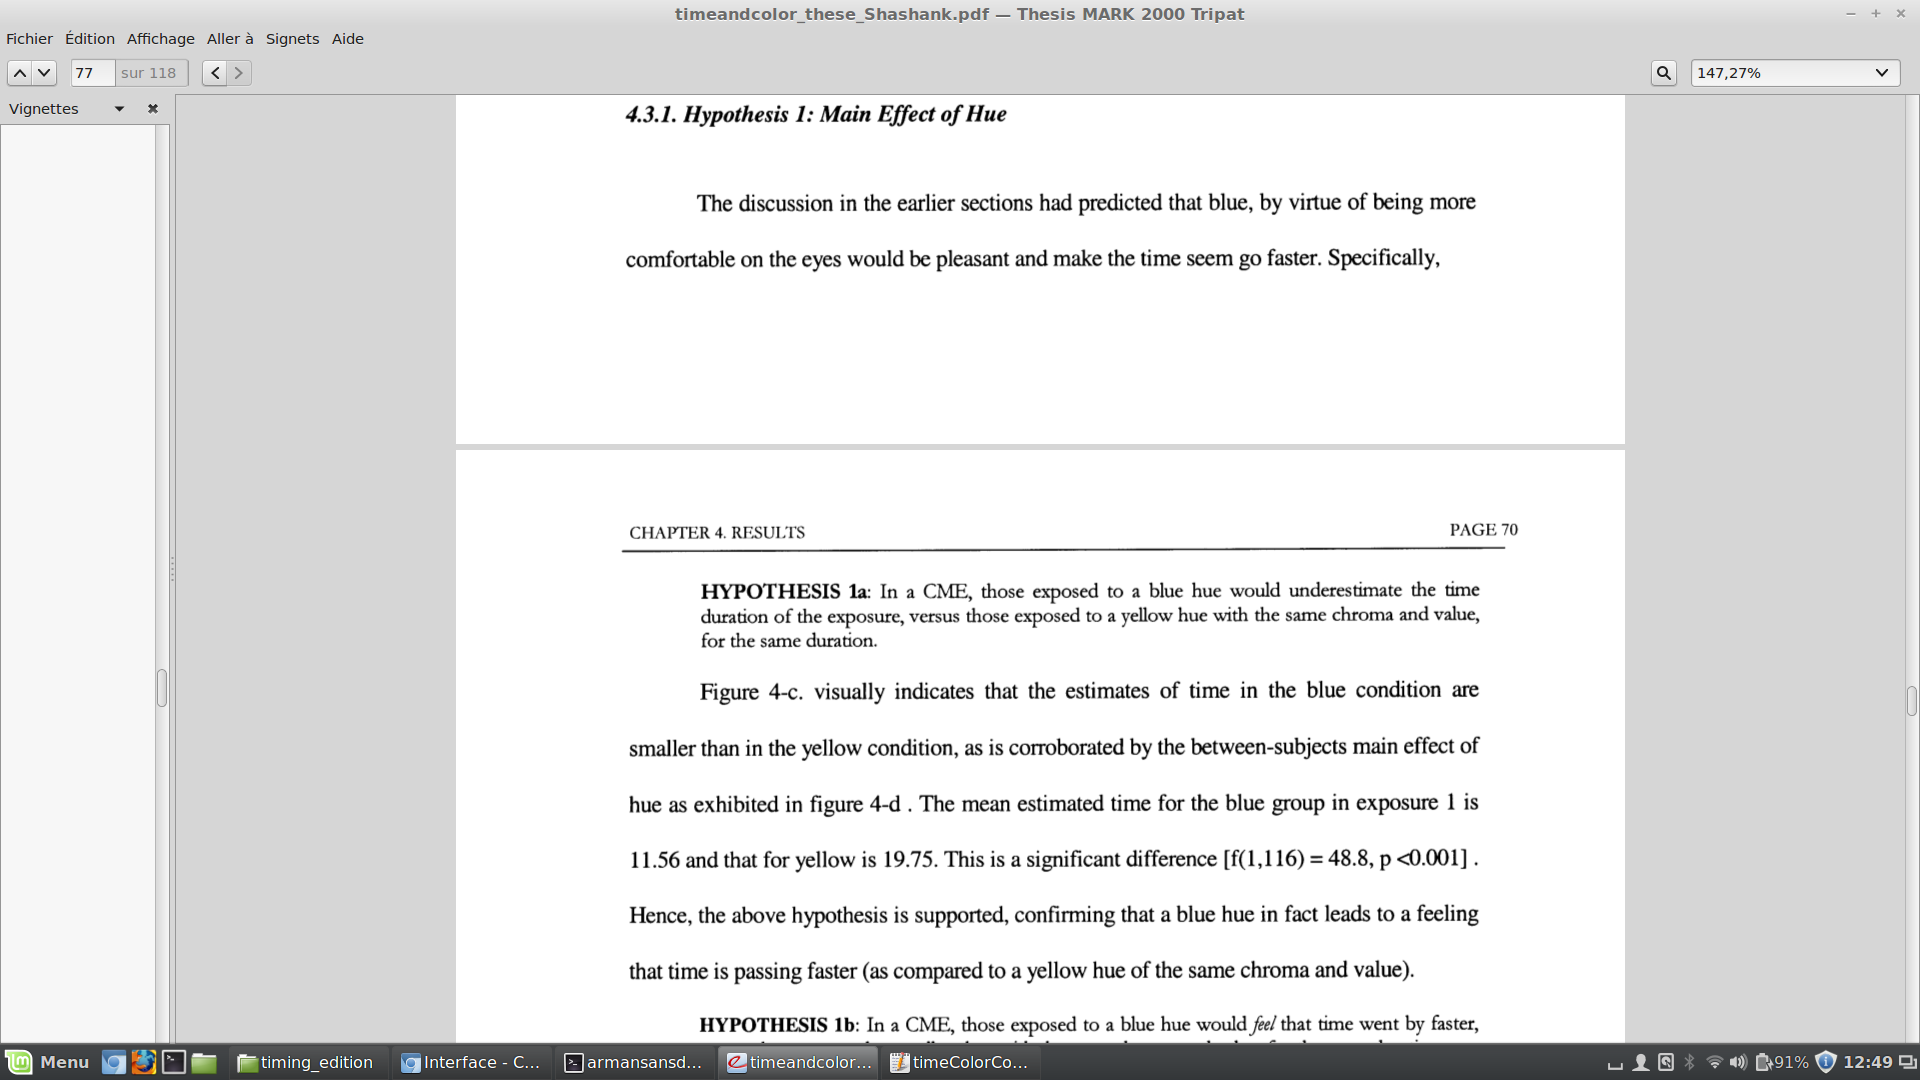 timeandcolor_these_Shashank.pdf — Thesis MARK 2000 Tripat
Fichier Édition Affichage Aller à Signets Aide
77 sur 118 147,27%
Vignettes
4.3.1. Hypothesis 1: Main Effect of Hue
The discussion in the earlier sections had predicted that blue, by virtue of being more
comfortable on the eyes would be pleasant and make the time seem go faster. Specifically,
CHAPTER 4. RESULTS PAGE 70
HYPOTHESIS 1a: In a CME, those exposed to a blue hue would underestimate the time
duration of the exposure, versus those exposed to a yellow hue with the same chroma and value,
for the same duration.
Figure 4-c. visually indicates that the estimates of time in the blue condition are
smaller than in the yellow condition, as is corroborated by the between-subjects main effect of
hue as exhibited in figure 4-d . The mean estimated time for the blue group in exposure 1 is
11.56 and that for yellow is 19.75. This is a significant difference [f(1,116) = 48.8, p <0.001] .
Hence, the above hypothesis is supported, confirming that a blue hue in fact leads to a feeling
that time is passing faster (as compared to a yellow hue of the same chroma and value).
HYPOTHESIS 1b: In a CME, those exposed to a blue hue would feel that time went by faster,
Menu timing_edition Interface - C... armansansd... timeandcolor... timeColorCo... 91% 12:49